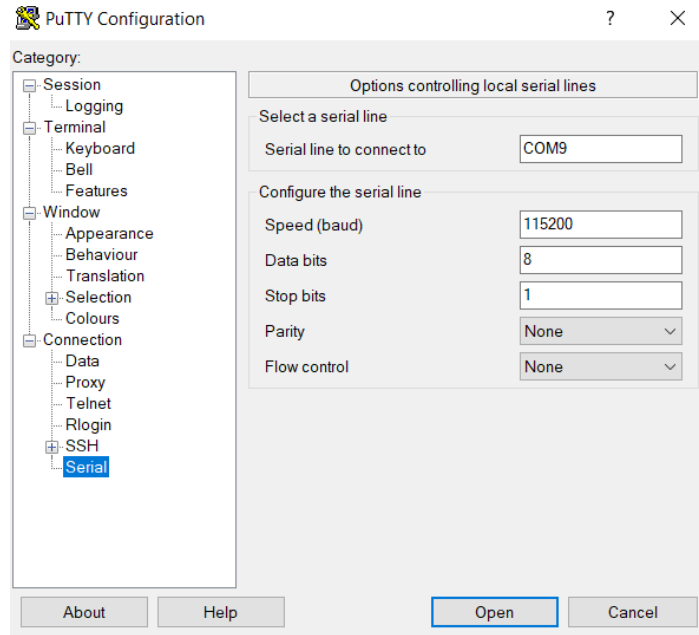 PuTTY Configuration
?
Category:
Session
Logging
Terminal
Keyboard
Bell
Features
Window
Appearance
Behaviour
Translation
Selection
Colours
Connection
Data
Proxy
Telnet
Rlogin
SSH
Serial
Options controlling local serial lines
Select a serial line
Serial line to connect to COM9
Configure the serial line
Speed (baud) 115200
Data bits 8
Stop bits 1
Parity None
Flow control None
About Help Open Cancel